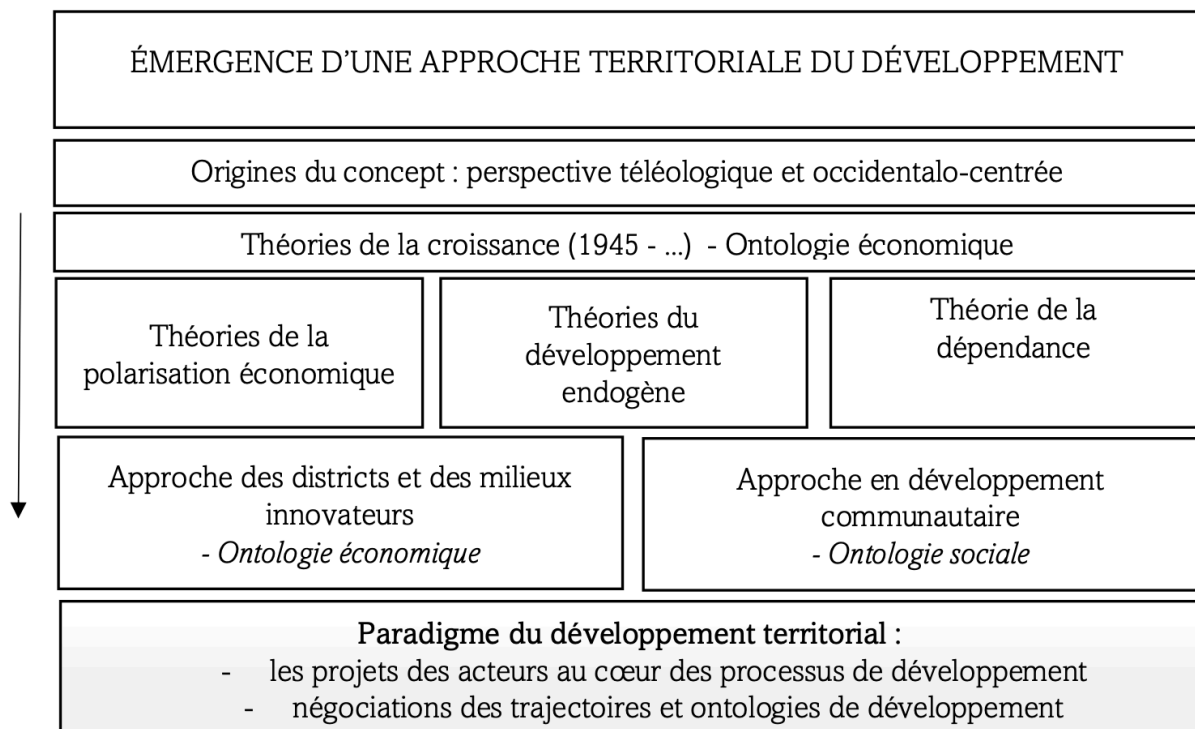 ÉMERGENCE D'UNE APPROCHE TERRITORIALE DU DÉVELOPPEMENT
Origines du concept : perspective téléologique et occidentalo-centrée
Théories de la croissance (1945 - ...) - Ontologie économique
Théories de la
polarisation économique
Théories du
développement
endogène
Théorie de la
dépendance
Approche des districts et des milieux
innovateurs
- Ontologie économique
Approche en développement
communautaire
- Ontologie sociale
Paradigme du développement territorial :
- les projets des acteurs au cœur des processus de développement
- négociations des trajectoires et ontologies de développement